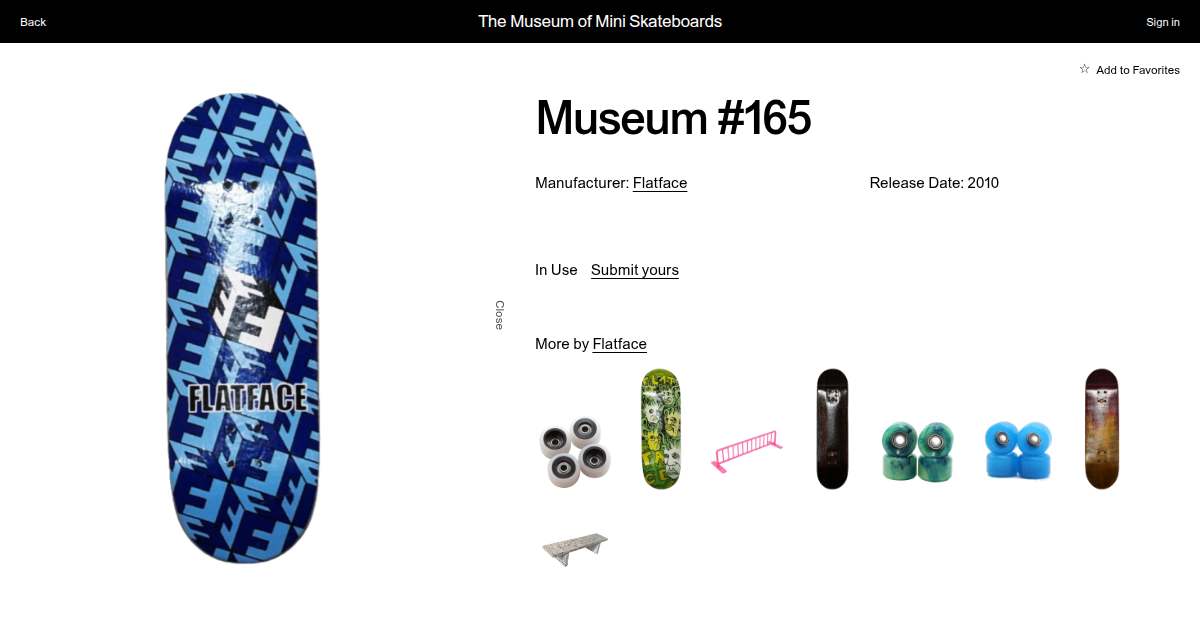 Back
The Museum of Mini Skateboards
Sign in
☆ Add to Favorites
Museum #165
Manufacturer: Flatface
Release Date: 2010
In Use Submit yours
Close
More by Flatface
FLATFACE